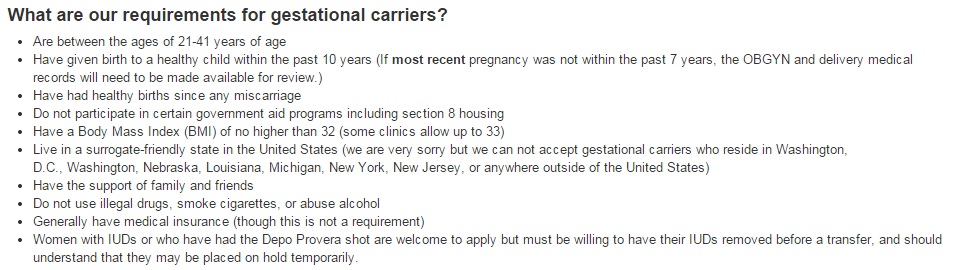 What are our requirements for gestational carriers?
• Are between the ages of 21-41 years of age
• Have given birth to a healthy child within the past 10 years (If most recent pregnancy was not within the past 7 years, the OBGYN and delivery medical
records will need to be made available for review.)
• Have had healthy births since any miscarriage
• Do not participate in certain government aid programs including section 8 housing
• Have a Body Mass Index (BMI) of no higher than 32 (some clinics allow up to 33)
• Live in a surrogate-friendly state in the United States (we are very sorry but we can not accept gestational carriers who reside in Washington,
D.C., Washington, Nebraska, Louisiana, Michigan, New York, New Jersey, or anywhere outside of the United States)
• Have the support of family and friends
• Do not use illegal drugs, smoke cigarettes, or abuse alcohol
• Generally have medical insurance (though this is not a requirement)
• Women with IUDs or who have had the Depo Provera shot are welcome to apply but must be willing to have their IUDs removed before a transfer, and should
understand that they may be placed on hold temporarily.